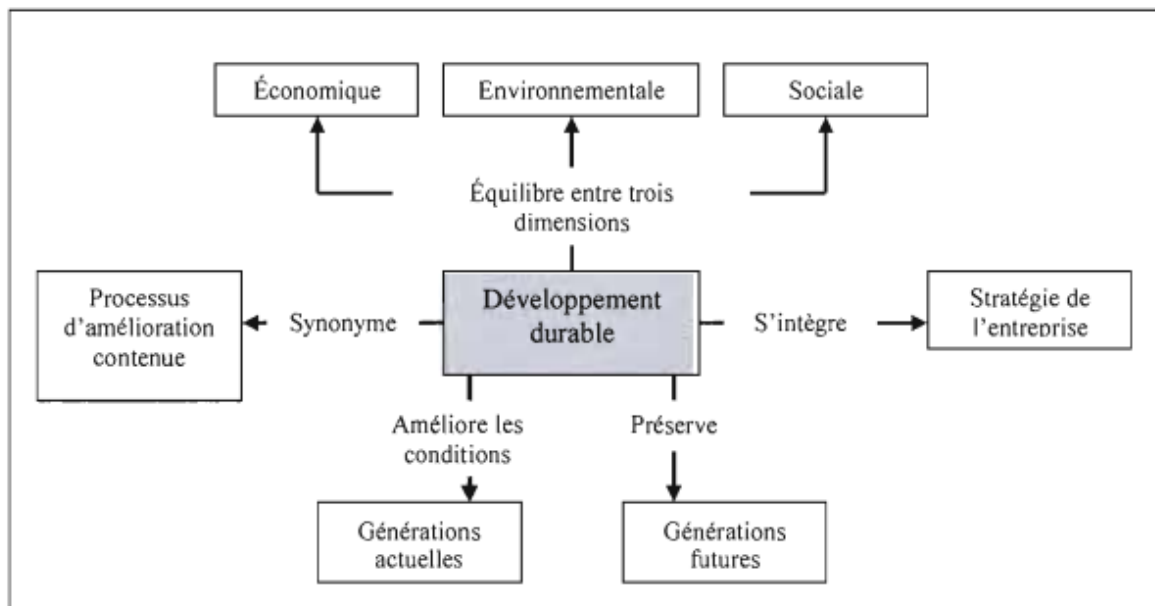 Économique
Environnementale
Sociale
Équilibre entre trois
dimensions
Processus
d'amélioration
contenue
Synonyme
Développement
durable
S'intègre
Stratégie de
l'entreprise
Améliore les
conditions
Préserve
Générations
actuelles
Générations
futures